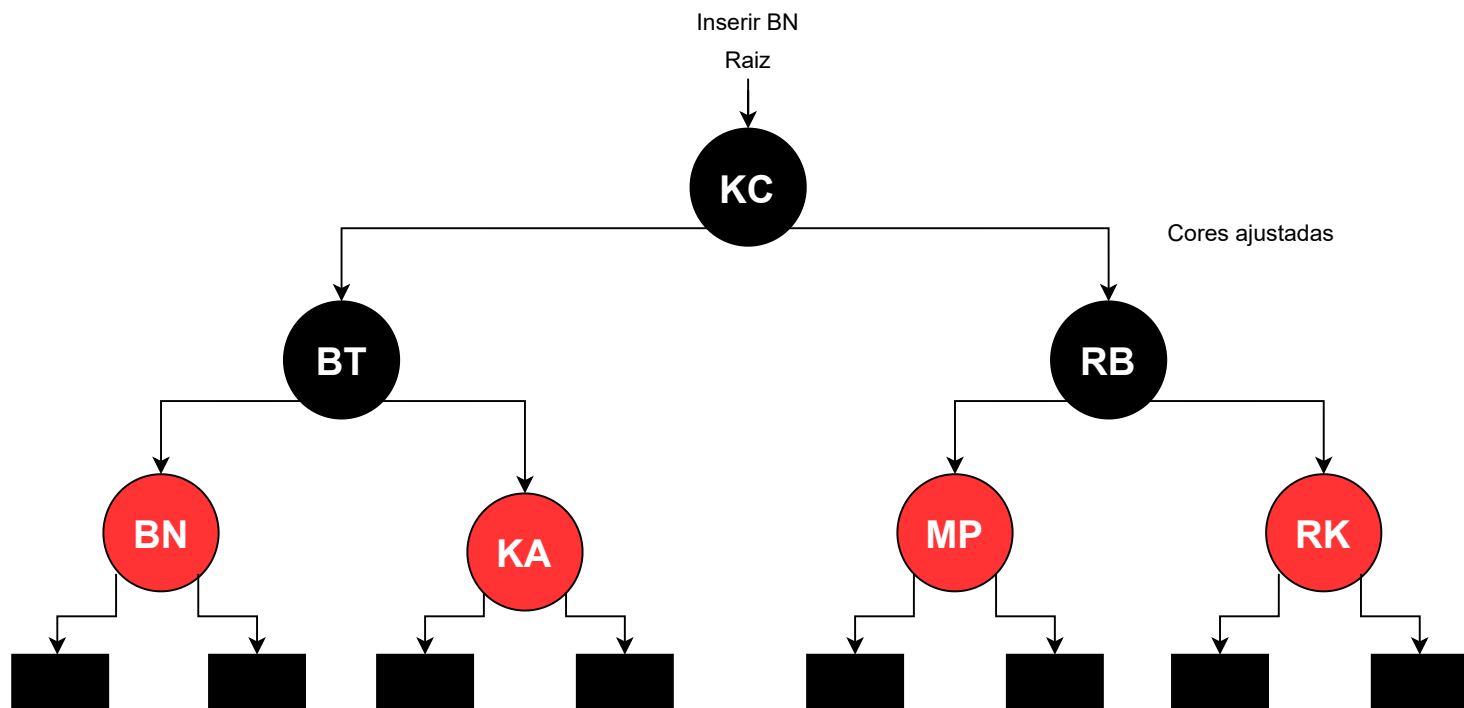 Inserir BN
Raiz
KC
Cores ajustadas
BT
RB
BN
KA
MP
RK